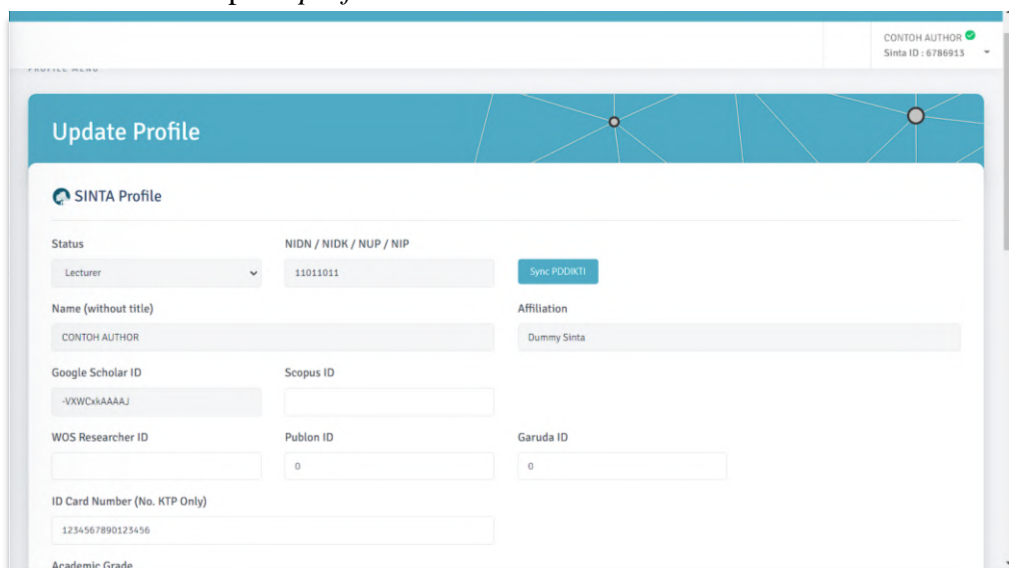 CONTOH AUTHOR
Sinta ID : 6786913
PROFILE MENU
Update Profile
SINTA Profile
Status
NIDN / NIDK / NUP / NIP
Lecturer
11011011
Sync PDDIKTI
Name (without title)
Affiliation
CONTOH AUTHOR
Dummy Sinta
Google Scholar ID
Scopus ID
-VXWCxkAAAAJ
WOS Researcher ID
Publon ID
Garuda ID
0
0
ID Card Number (No. KTP Only)
1234567890123456
Academic Grade